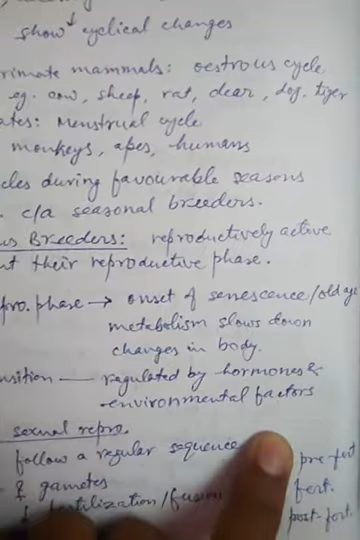 show cyclical changes
rimate mammals: oestrous cycle
eg. cow, sheep, rat, dear, dog, tiger
ates: Menstrual cycle
monkeys, apes, humans
cles during favourable seasons
c/a seasonal breeders.
us Breeders: reproductively active
ut their reproductive phase.
pro. phase → onset of senescence/old age
metabolism slows down
changes in body.
nsition — regulated by hormones &
environmental factors
sexual repro.
follow a regular sequence
pre-fert
& gametes
fert.
fertilization/fusion
post-fert.